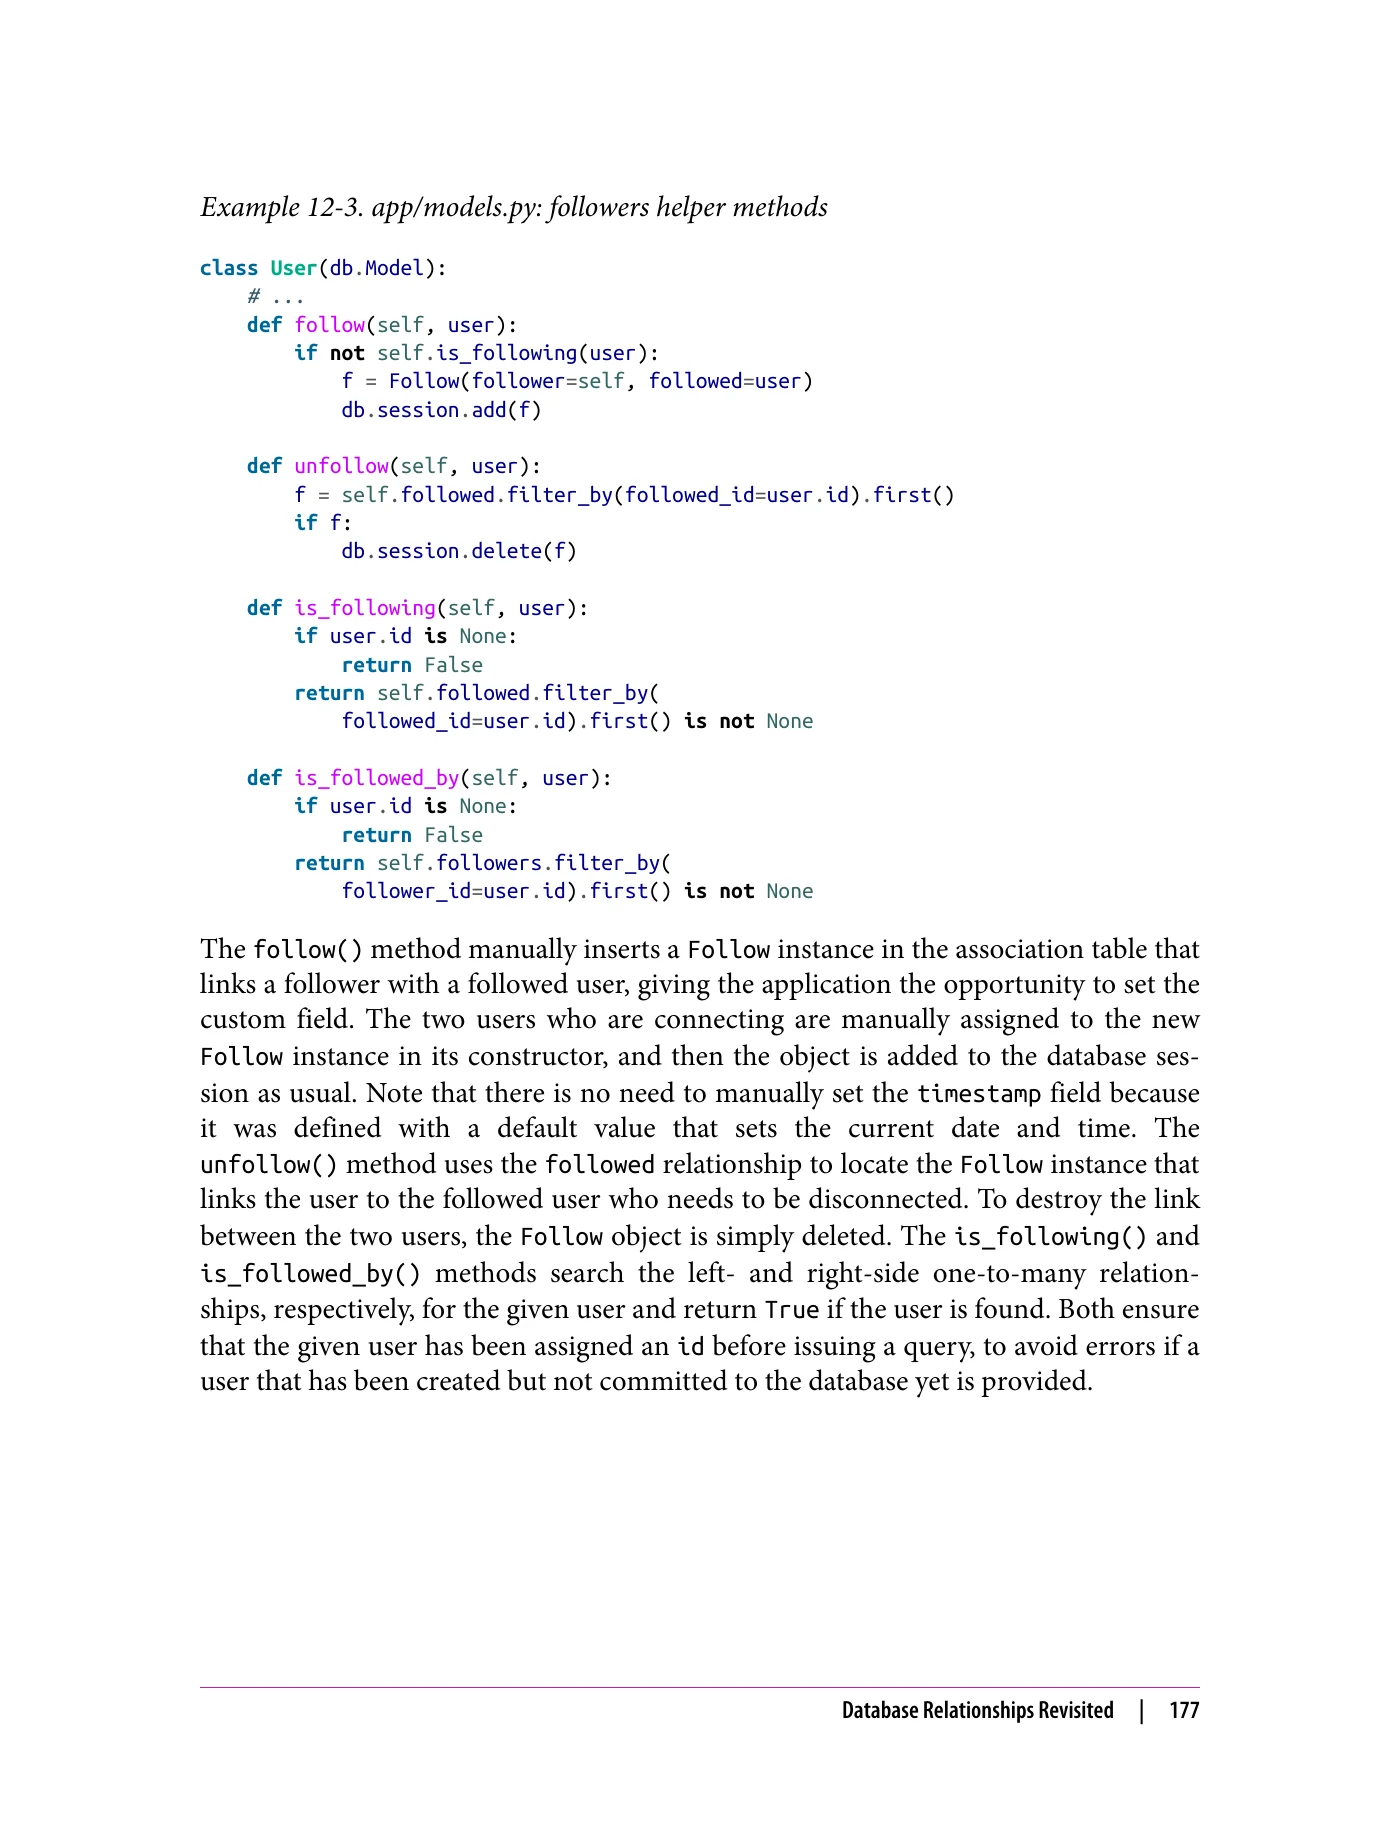 Example 12-3. app/models.py: followers helper methods
class User(db.Model):
    # ...
    def follow(self, user):
        if not self.is_following(user):
            f = Follow(follower=self, followed=user)
            db.session.add(f)

    def unfollow(self, user):
        f = self.followed.filter_by(followed_id=user.id).first()
        if f:
            db.session.delete(f)

    def is_following(self, user):
        if user.id is None:
            return False
        return self.followed.filter_by(
            followed_id=user.id).first() is not None

    def is_followed_by(self, user):
        if user.id is None:
            return False
        return self.followers.filter_by(
            follower_id=user.id).first() is not None
The follow() method manually inserts a Follow instance in the association table that
links a follower with a followed user, giving the application the opportunity to set the
custom field. The two users who are connecting are manually assigned to the new
Follow instance in its constructor, and then the object is added to the database ses-
sion as usual. Note that there is no need to manually set the timestamp field because
it was defined with a default value that sets the current date and time. The
unfollow() method uses the followed relationship to locate the Follow instance that
links the user to the followed user who needs to be disconnected. To destroy the link
between the two users, the Follow object is simply deleted. The is_following() and
is_followed_by() methods search the left- and right-side one-to-many relation-
ships, respectively, for the given user and return True if the user is found. Both ensure
that the given user has been assigned an id before issuing a query, to avoid errors if a
user that has been created but not committed to the database yet is provided.
Database Relationships Revisited | 177